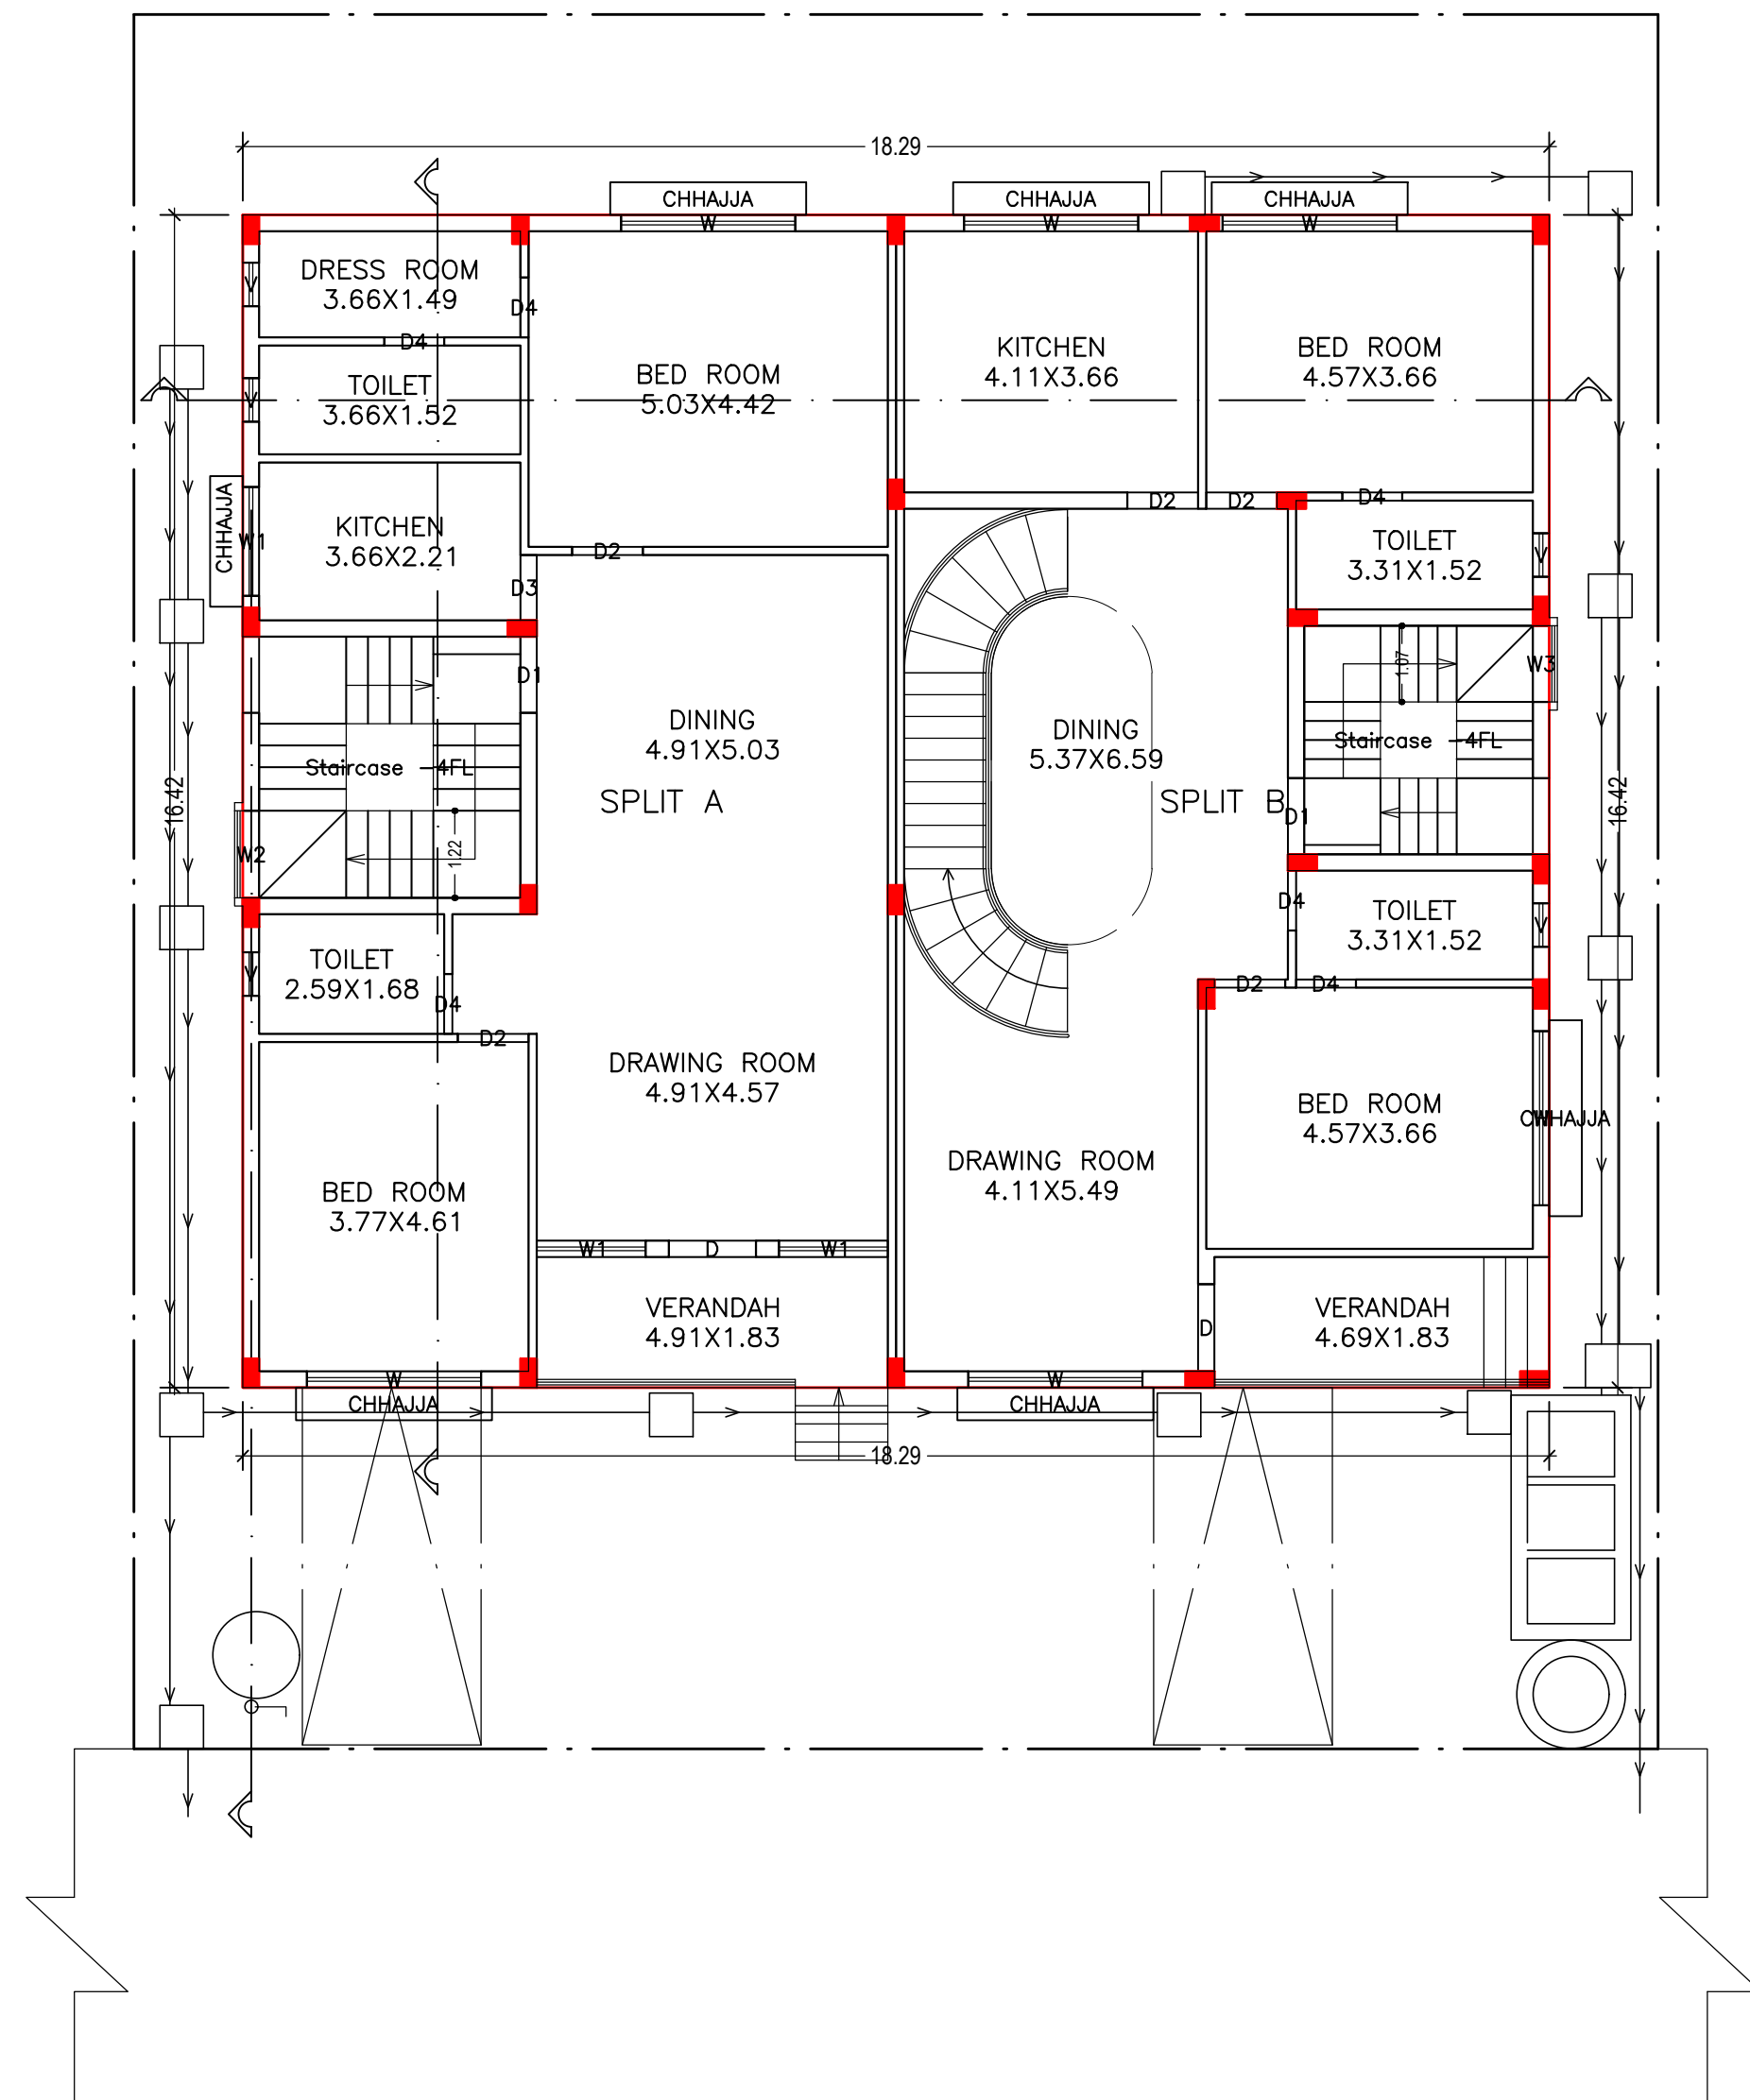 18.29
CHHAJJA
CHHAJJA
CHHAJJA
W
W
W
DRESS ROOM
3.66X1.49
V
D4
D4
TOILET
3.66X1.52
V
BED ROOM
5.03X4.42
KITCHEN
4.11X3.66
BED ROOM
4.57X3.66
CHHAJJA
W1
KITCHEN
3.66X2.21
D3
D2
D2
D2
D4
TOILET
3.31X1.52
V
D1
W3
1.07
DINING
4.91X5.03
DINING
5.37X6.59
Staircase -4FL
Staircase -4FL
16.42
16.42
SPLIT A
SPLIT B
D1
W2
1.22
D4
TOILET
3.31X1.52
V
TOILET
2.59X1.68
V
D4
D2
D2
D4
DRAWING ROOM
4.91X4.57
BED ROOM
4.57X3.66
CHHAJJA
W
DRAWING ROOM
4.11X5.49
BED ROOM
3.77X4.61
W1
D
W1
VERANDAH
4.91X1.83
D
VERANDAH
4.69X1.83
W
W
CHHAJJA
CHHAJJA
18.29